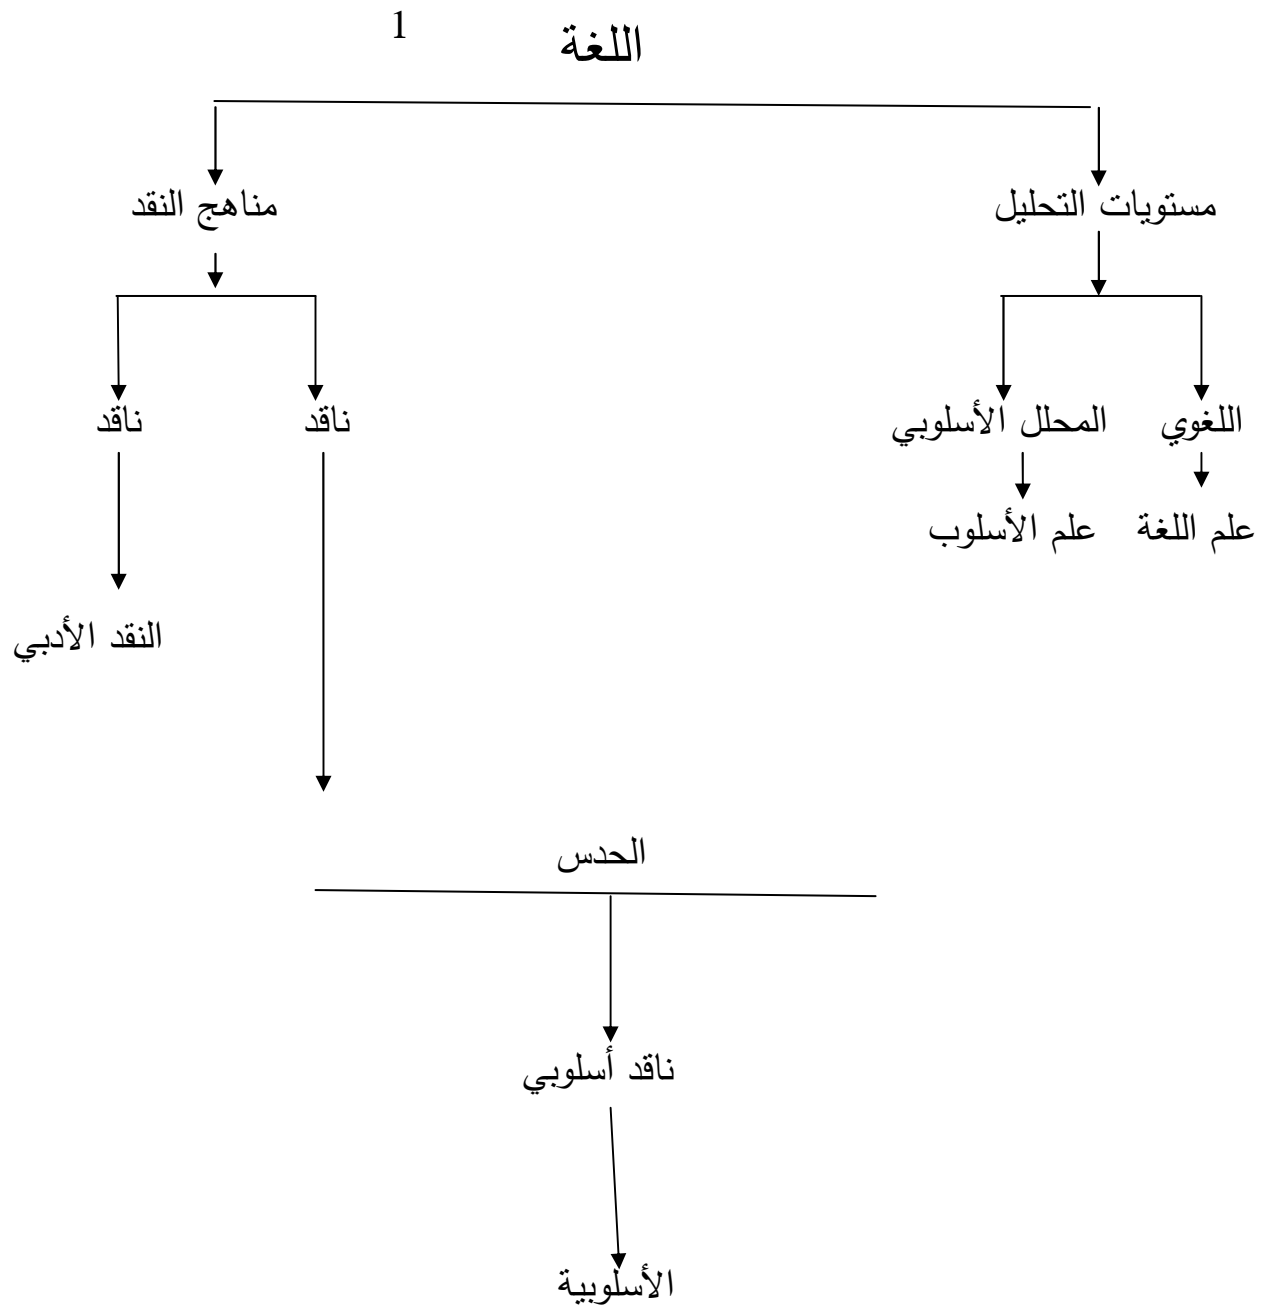 اللغة 1
مستويات التحليل مناهج النقد
اللغوي المحلل الأسلوبي ناقد ناقد
علم اللغة علم الأسلوب
النقد الأدبي
الحدس
ناقد أسلوبي
الأسلوبية